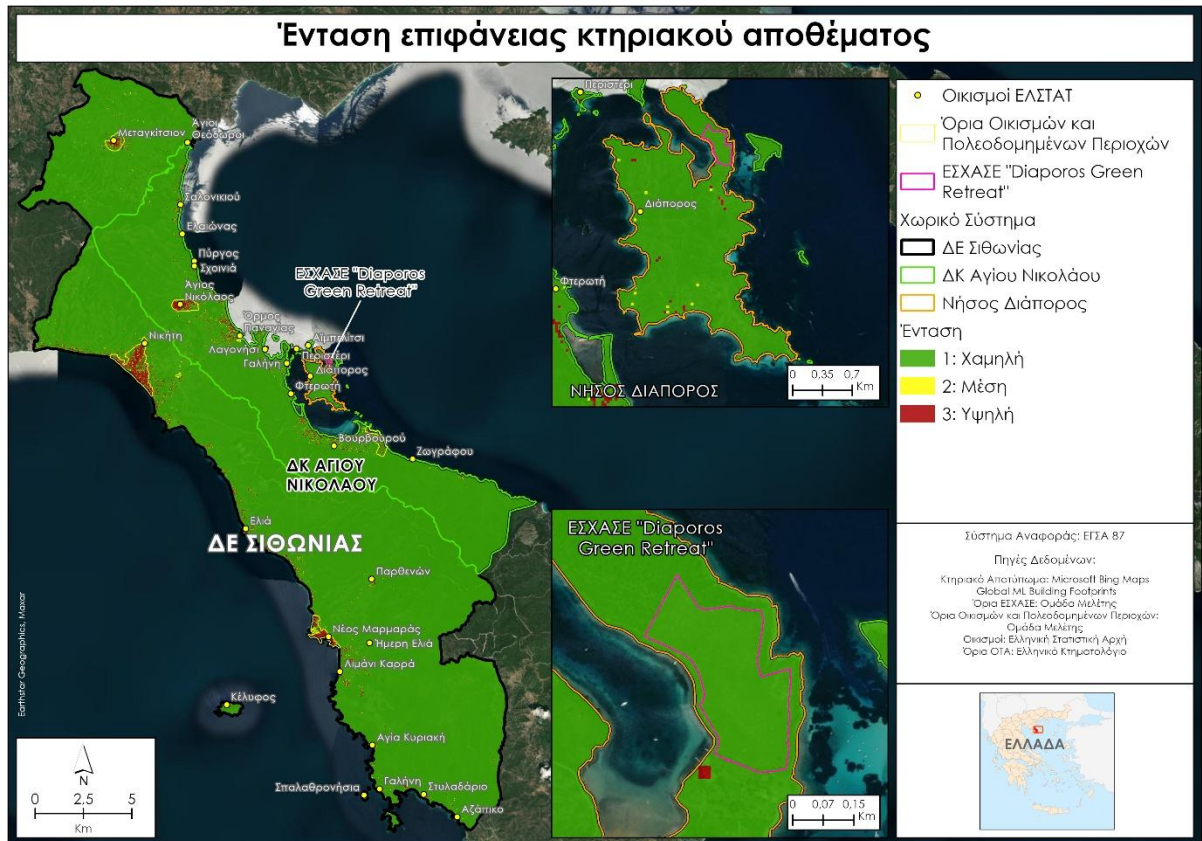 Ένταση επιφάνειας κτηριακού αποθέματος
Μεταγκίτσιον
Άγιοι
Θεόδωροι
Σαλονικιού
Ελαιώνας
Πύργος
Σχοινιά
Άγιος
Νικόλαος
ΕΣΧΑΣΕ "Diaporos
Green Retreat"
Όρμος
Παναγιάς
Νικήτη
Λαγονήσι
Αϊμπελίτσι
Περιστέρι
Γαλήνη
Διάπορος
Φτερωτή
Βουρβουρού
Ζωγράφου
ΔΚ ΑΓΙΟΥ
ΝΙΚΟΛΑΟΥ
Ελιά
ΔΕ ΣΙΘΩΝΙΑΣ
Παρθενών
Νέος Μαρμαράς
Ήμερη Ελιά
Λιμάνι Καρρά
Κέλυφος
Αγία Κυριακή
Σπαλαθρονήσια
Γαλήνη
Στυλαδάριο
Αζάπικο
Earthstar Geographics, Maxar
N
0 2.5 5
Km
Περιστέρι
Διάπορος
Φτερωτή
ΝΗΣΟΣ ΔΙΑΠΟΡΟΣ
0 0,35 0,7
Km
ΕΣΧΑΣΕ "Diaporos
Green Retreat"
0 0,07 0,15
Km
Οικισμοί ΕΛΣΤΑΤ
Όρια Οικισμών και
Πολεοδομημένων Περιοχών
ΕΣΧΑΣΕ "Diaporos Green
Retreat"
Χωρικό Σύστημα
ΔΕ Σιθωνίας
ΔΚ Αγίου Νικολάου
Νήσος Διάπορος
Ένταση
1: Χαμηλή
2: Μέση
3: Υψηλή
Σύστημα Αναφοράς: ΕΓΣΑ 87
Πηγές Δεδομένων:
Κτηριακό Αποτύπωμα: Microsoft Bing Maps
Global ML Building Footprints
Όρια ΕΣΧΑΣΕ: Ομάδα Μελέτης
Όρια Οικισμών και Πολεοδομημένων Περιοχών:
Ομάδα Μελέτης
Οικισμοί: Ελληνική Στατιστική Αρχή
Όρια ΟΤΑ: Ελληνικό Κτηματολόγιο
ΕΛΛΑΔΑ